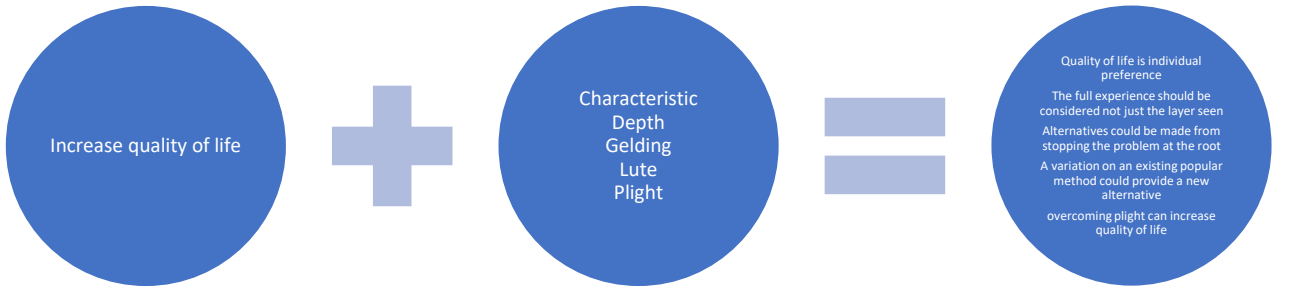 Increase quality of life
Characteristic
Depth
Gelding
Lute
Plight
Quality of life is individual
preference
The full experience should be
considered not just the layer seen
Alternatives could be made from
stopping the problem at the root
A variation on an existing popular
method could provide a new
alternative
overcoming plight can increase
quality of life